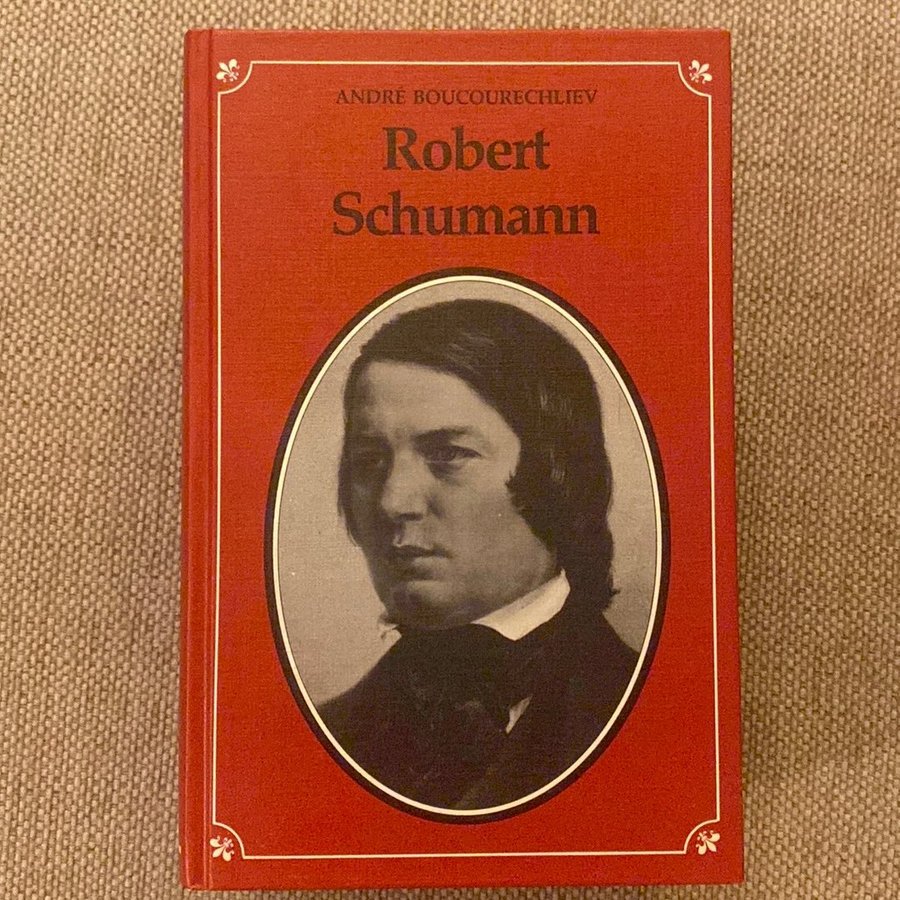 ANDRÉ BOUCOURECHLIEV
Robert
Schumann